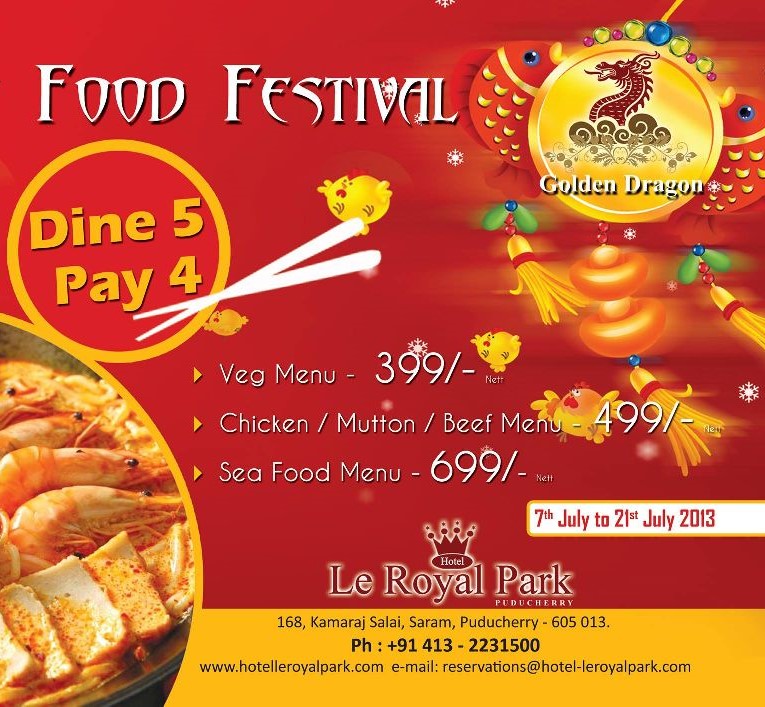 Food Festival
Golden Dragon
Dine 5
Pay 4
Veg Menu - 399/- Nett
Chicken / Mutton / Beef Menu - 499/- Nett
Sea Food Menu - 699/- Nett
7th July to 21st July 2013
Hotel
Le Royal Park
PUDUCHERRY
168, Kamaraj Salai, Saram, Puducherry - 605 013.
Ph : +91 413 - 2231500
www.hotelleroyalpark.com e-mail: reservations@hotel-leroyalpark.com